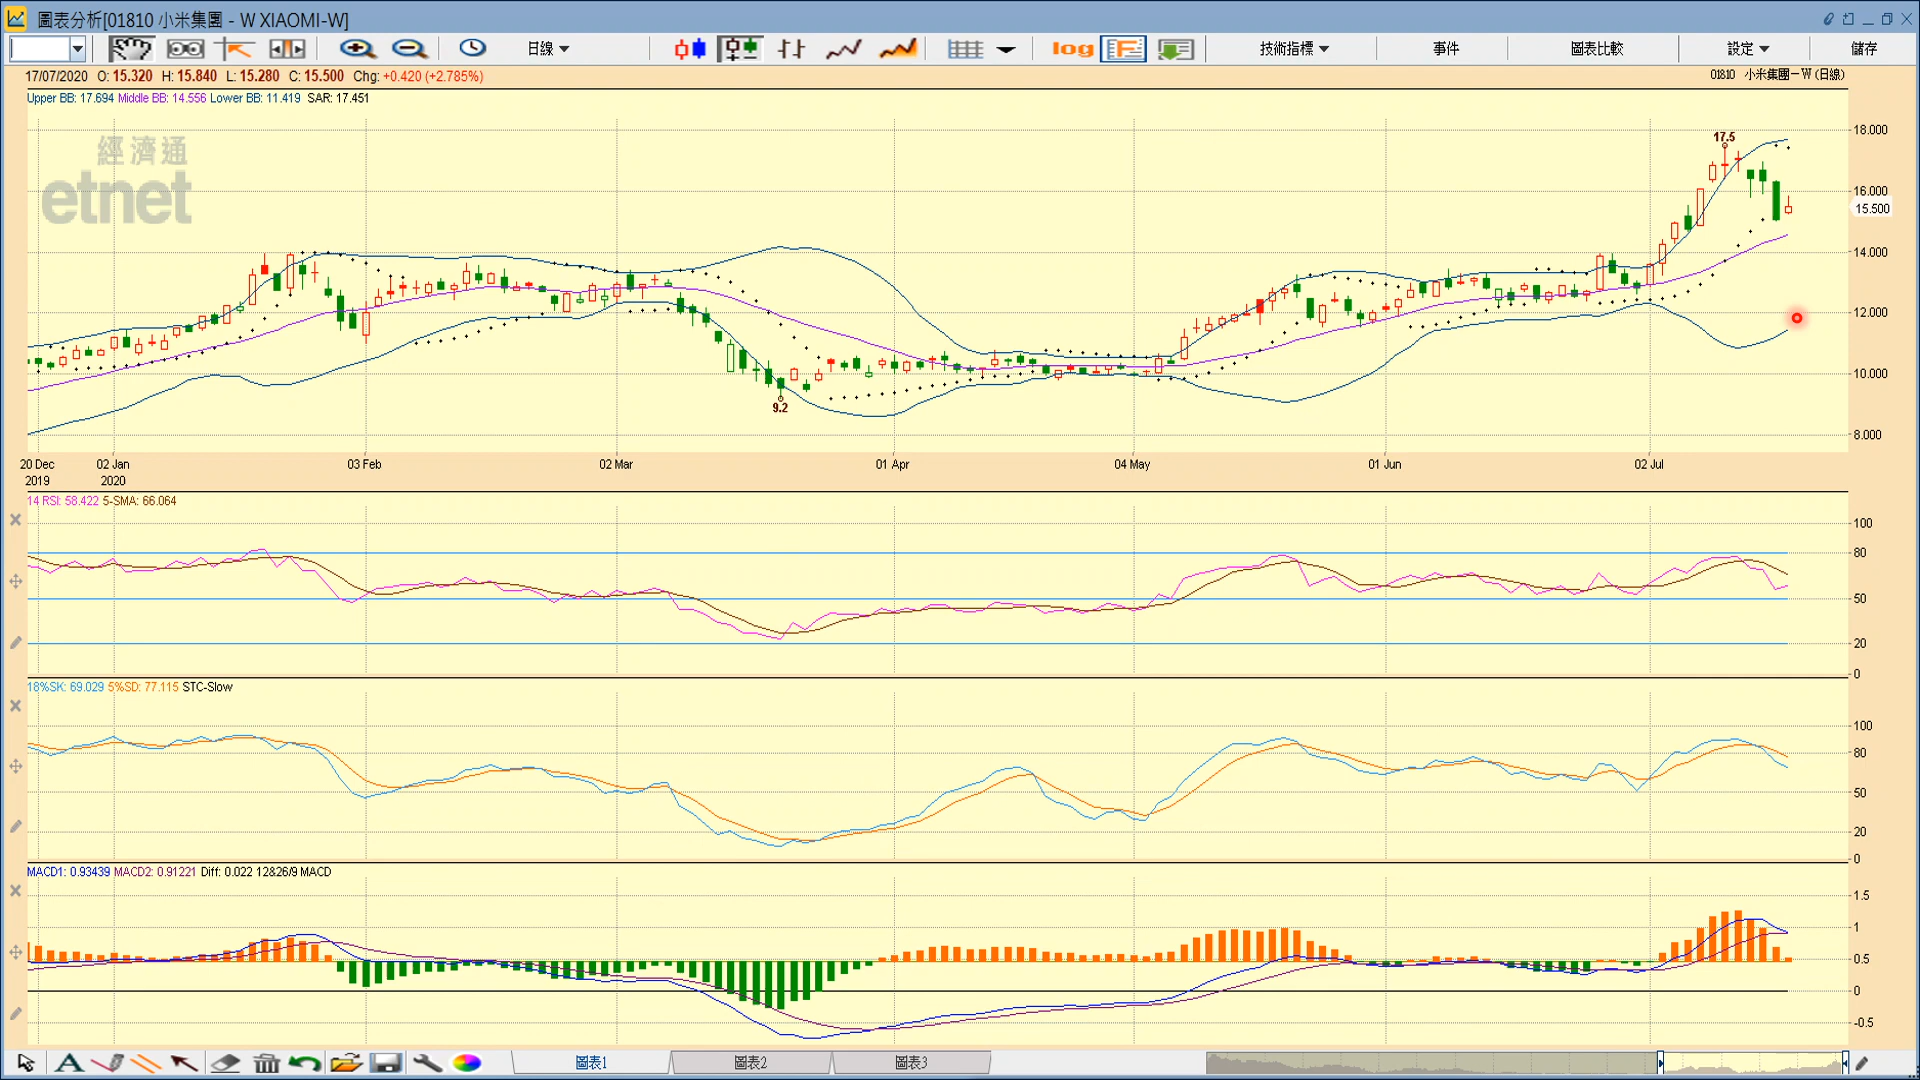 圖表分析[01810 小米集團 - W XIAOMI-W]
日線
log
技術指標
事件
圖表比較
設定
儲存
17/07/2020 O: 15.320 H: 15.840 L: 15.280 C: 15.500 Chg: +0.420 (+2.785%)
01810 小米集團－W (日線)
Upper BB: 17.694 Middle BB: 14.556 Lower BB: 11.419 SAR: 17.451
經濟通
etnet
17.5
9.2
18.000
16.000
15.500
14.000
12.000
10.000
8.000
20 Dec 02 Jan 03 Feb 02 Mar 01 Apr 04 May 01 Jun 02 Jul
2019 2020
14 RSI: 58.422 5-SMA: 66.064
100
80
50
20
0
18%SK: 69.029 5%SD: 77.115 STC-Slow
100
80
50
20
0
MACD1: 0.93439 MACD2: 0.91221 Diff: 0.022 12&26/9 MACD
1.5
1
0.5
0
-0.5
圖表1
圖表2
圖表3